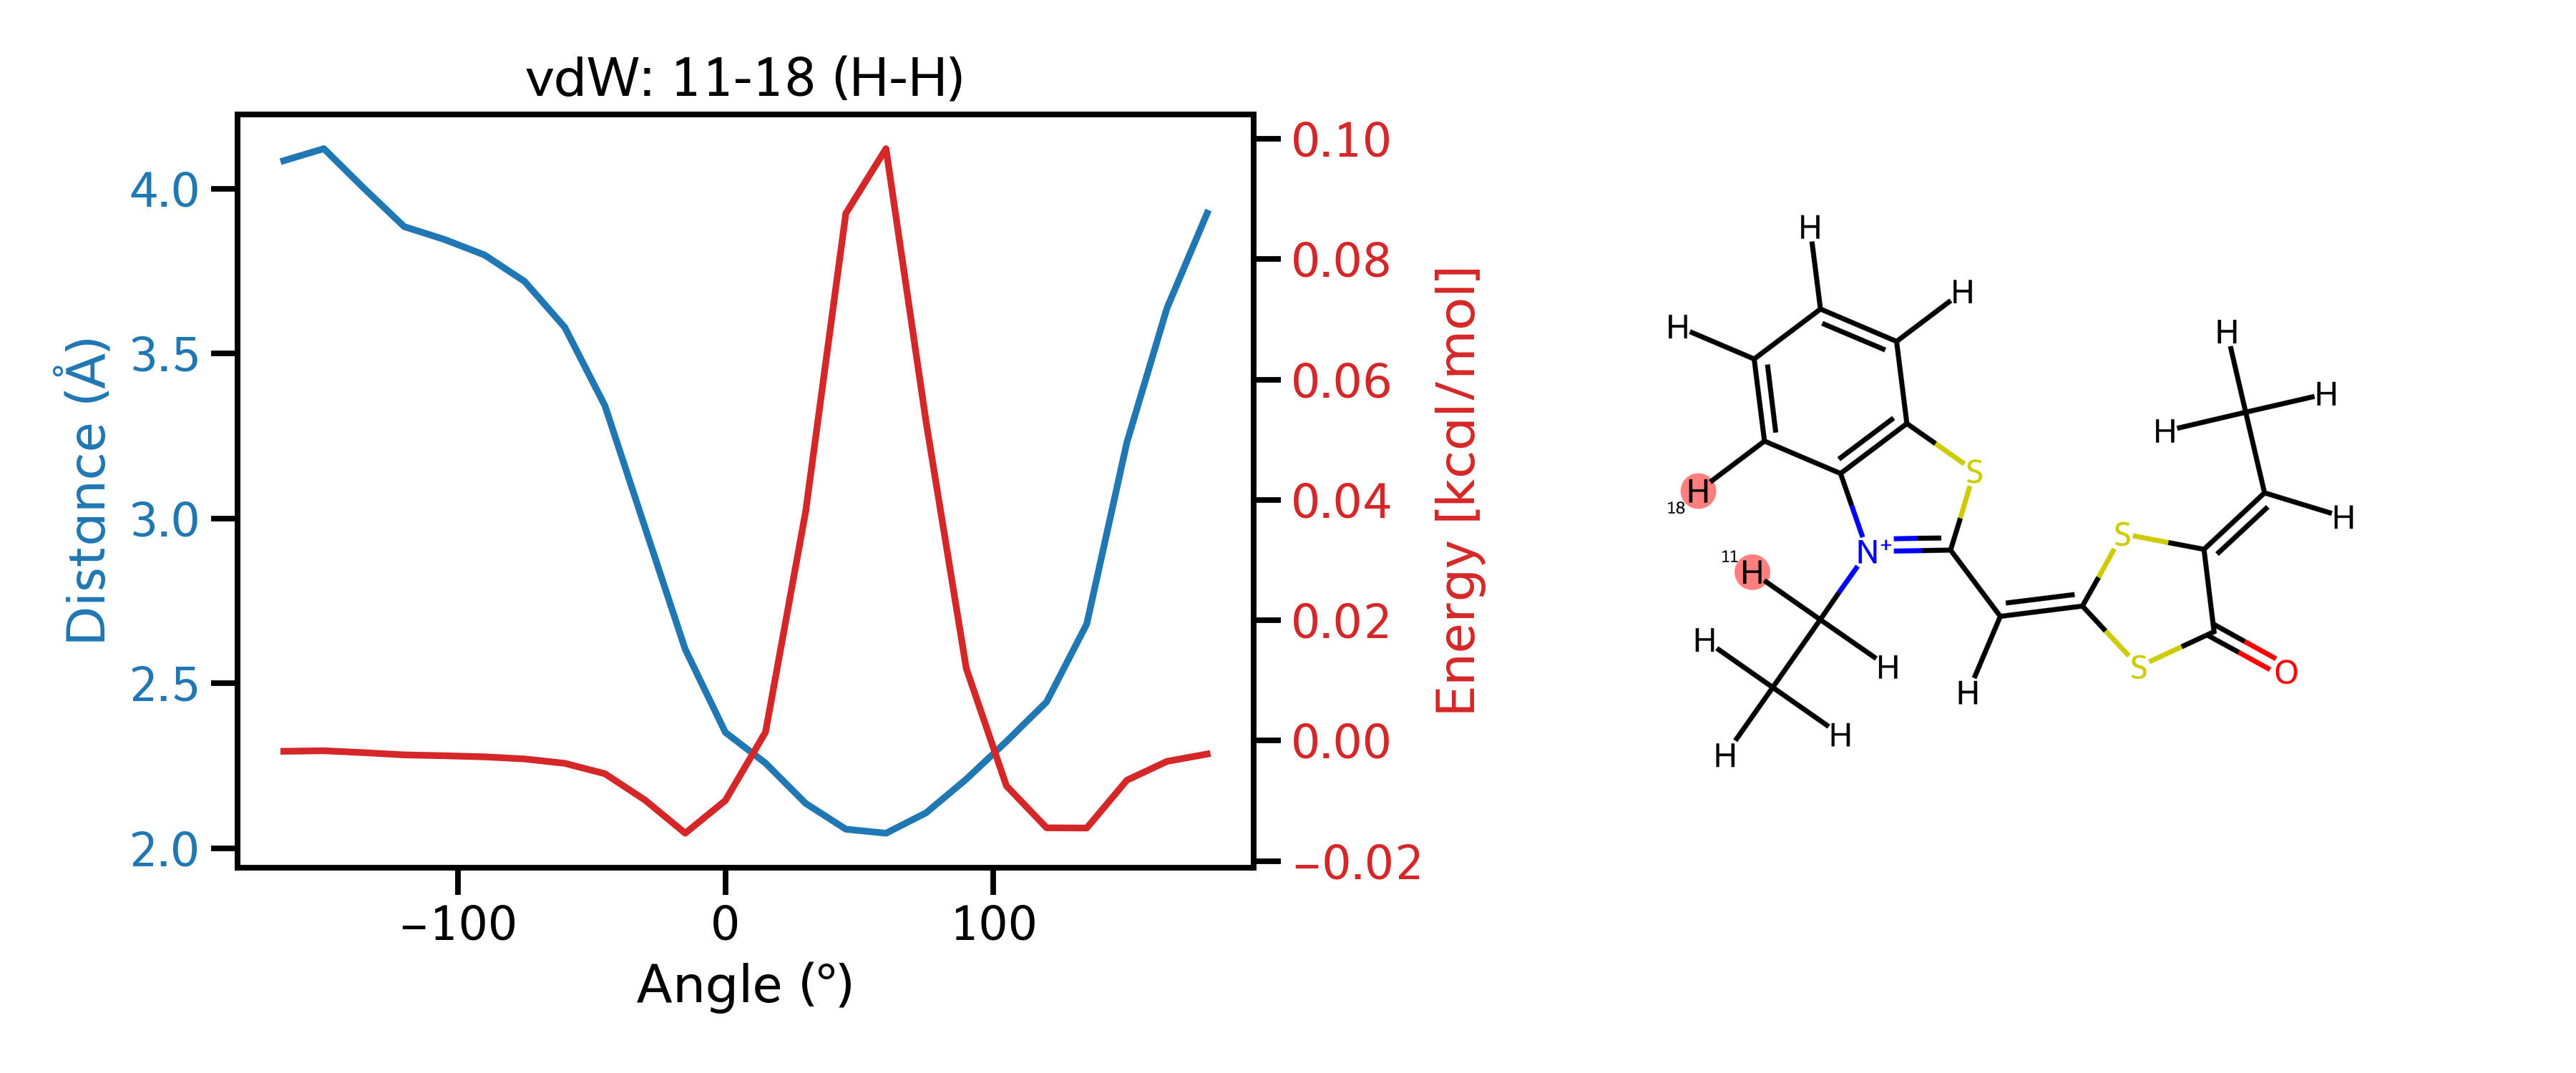 vdW: 11-18 (H-H)
Distance (Å)
4.0
3.5
3.0
2.5
2.0
0.10
0.08
0.06
0.04
0.02
0.00
−0.02
Energy [kcal/mol]
−100 0 100
Angle (°)
H
H
H
H
H
H
S
H
H
18
H
S
N⁺
11
H
H
H
S
O
H
H
H